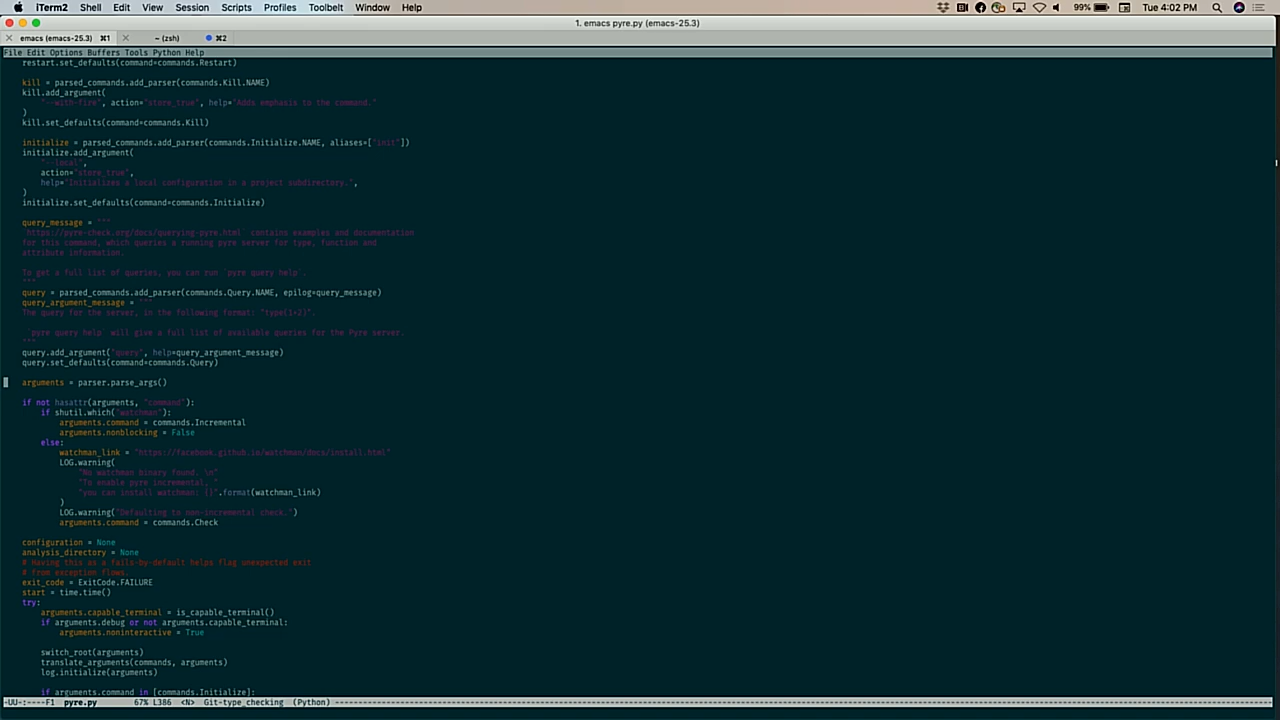 iTerm2 Shell Edit View Session Scripts Profiles Toolbelt Window Help 99% Tue 4:02 PM
1. emacs pyre.py (emacs-25.3)
emacs (emacs-25.3) ⌘1 ~ (zsh) ⌘2
File Edit Options Buffers Tools Python Help
restart.set_defaults(command=commands.Restart)
kill = parsed_commands.add_parser(commands.Kill.NAME)
kill.add_argument(
"--with-fire", action="store_true", help="Adds emphasis to the command."
)
kill.set_defaults(command=commands.Kill)
initialize = parsed_commands.add_parser(commands.Initialize.NAME, aliases=["init"])
initialize.add_argument(
"--local",
action="store_true",
help="Initializes a local configuration in a project subdirectory.",
)
initialize.set_defaults(command=commands.Initialize)
query_message = """
`https://pyre-check.org/docs/querying-pyre.html` contains examples and documentation
for this command, which queries a running pyre server for type, function and
attribute information.
To get a full list of queries, you can run `pyre query help`.
"""
query = parsed_commands.add_parser(commands.Query.NAME, epilog=query_message)
query_argument_message = """
The query for the server, in the following format: "type(1+2)".
`pyre query help` will give a full list of available queries for the Pyre server.
"""
query.add_argument("query", help=query_argument_message)
query.set_defaults(command=commands.Query)
arguments = parser.parse_args()
if not hasattr(arguments, "command"):
if shutil.which("watchman"):
arguments.command = commands.Incremental
arguments.nonblocking = False
else:
watchman_link = "https://facebook.github.io/watchman/docs/install.html"
LOG.warning(
"No watchman binary found. \n"
"To enable pyre incremental, "
"you can install watchman: {}".format(watchman_link)
)
LOG.warning("Defaulting to non-incremental check.")
arguments.command = commands.Check
configuration = None
analysis_directory = None
# Having this as a fails-by-default helps flag unexpected exit
# from exception flows.
exit_code = ExitCode.FAILURE
start = time.time()
try:
arguments.capable_terminal = is_capable_terminal()
if arguments.debug or not arguments.capable_terminal:
arguments.noninteractive = True
switch_root(arguments)
translate_arguments(commands, arguments)
log.initialize(arguments)
if arguments.command in [commands.Initialize]:
-UU-:----F1 pyre.py 67% L386 <N> Git-type_checking (Python)